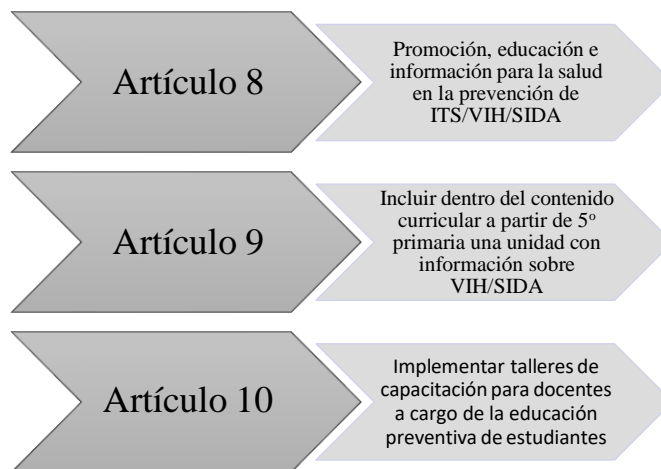 Artículo 8
Promoción, educación e
información para la salud
en la prevención de
ITS/VIH/SIDA
Artículo 9
Incluir dentro del contenido
curricular a partir de 5º
primaria una unidad con
información sobre
VIH/SIDA
Artículo 10
Implementar talleres de
capacitación para docentes
a cargo de la educación
preventiva de estudiantes